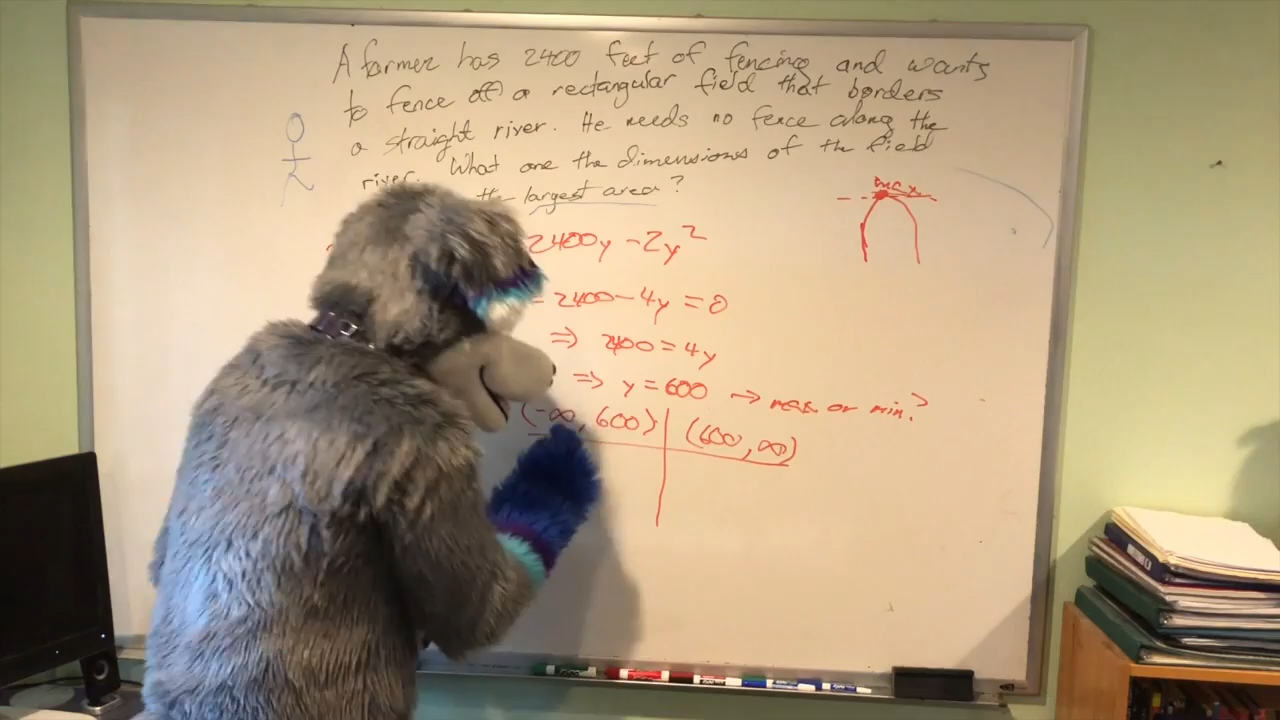 A farmer has 2400 feet of fencing and wants
to fence off a rectangular field that borders
a straight river. He needs no fence along the
river. What are the dimensions of the field
the largest area?
max
2400y - 2y²
= 2400 - 4y = 0
⇒ 2400 = 4y
⇒ y = 600 → max or min?
(-∞, 600) (600, ∞)